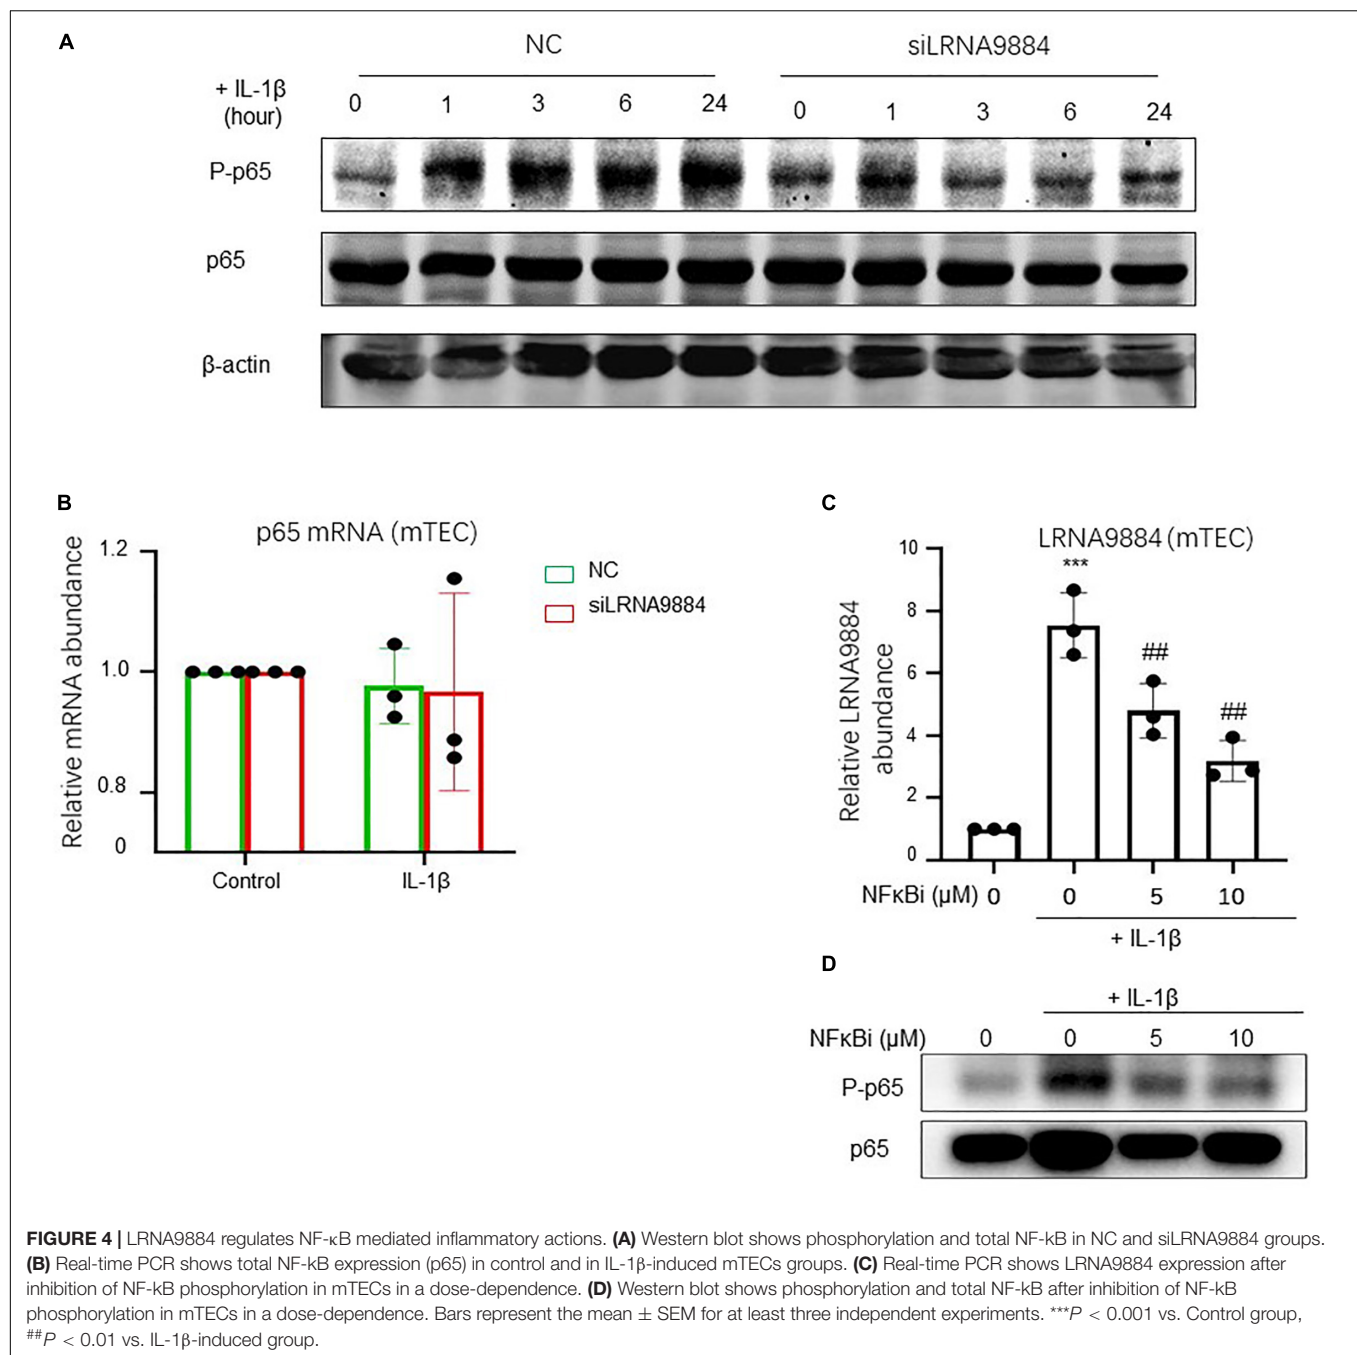 A
NC
siLRNA9884
+ IL-1β
(hour)
0 1 3 6 24 0 1 3 6 24
P-p65
p65
β-actin
B
p65 mRNA (mTEC)
Relative mRNA abundance
1.2
1.0
0.8
0
Control
IL-1β
NC
siLRNA9884
C
LRNA9884 (mTEC)
Relative LRNA9884
abundance
10
8
6
4
2
0
***
##
##
NFκBi (μM) 0 0 5 10
+ IL-1β
D
+ IL-1β
NFκBi (μM) 0 0 5 10
P-p65
p65
FIGURE 4 | LRNA9884 regulates NF-κB mediated inflammatory actions. (A) Western blot shows phosphorylation and total NF-kB in NC and siLRNA9884 groups.
(B) Real-time PCR shows total NF-kB expression (p65) in control and in IL-1β-induced mTECs groups. (C) Real-time PCR shows LRNA9884 expression after
inhibition of NF-kB phosphorylation in mTECs in a dose-dependence. (D) Western blot shows phosphorylation and total NF-kB after inhibition of NF-kB
phosphorylation in mTECs in a dose-dependence. Bars represent the mean ± SEM for at least three independent experiments. ***P < 0.001 vs. Control group,
##P < 0.01 vs. IL-1β-induced group.